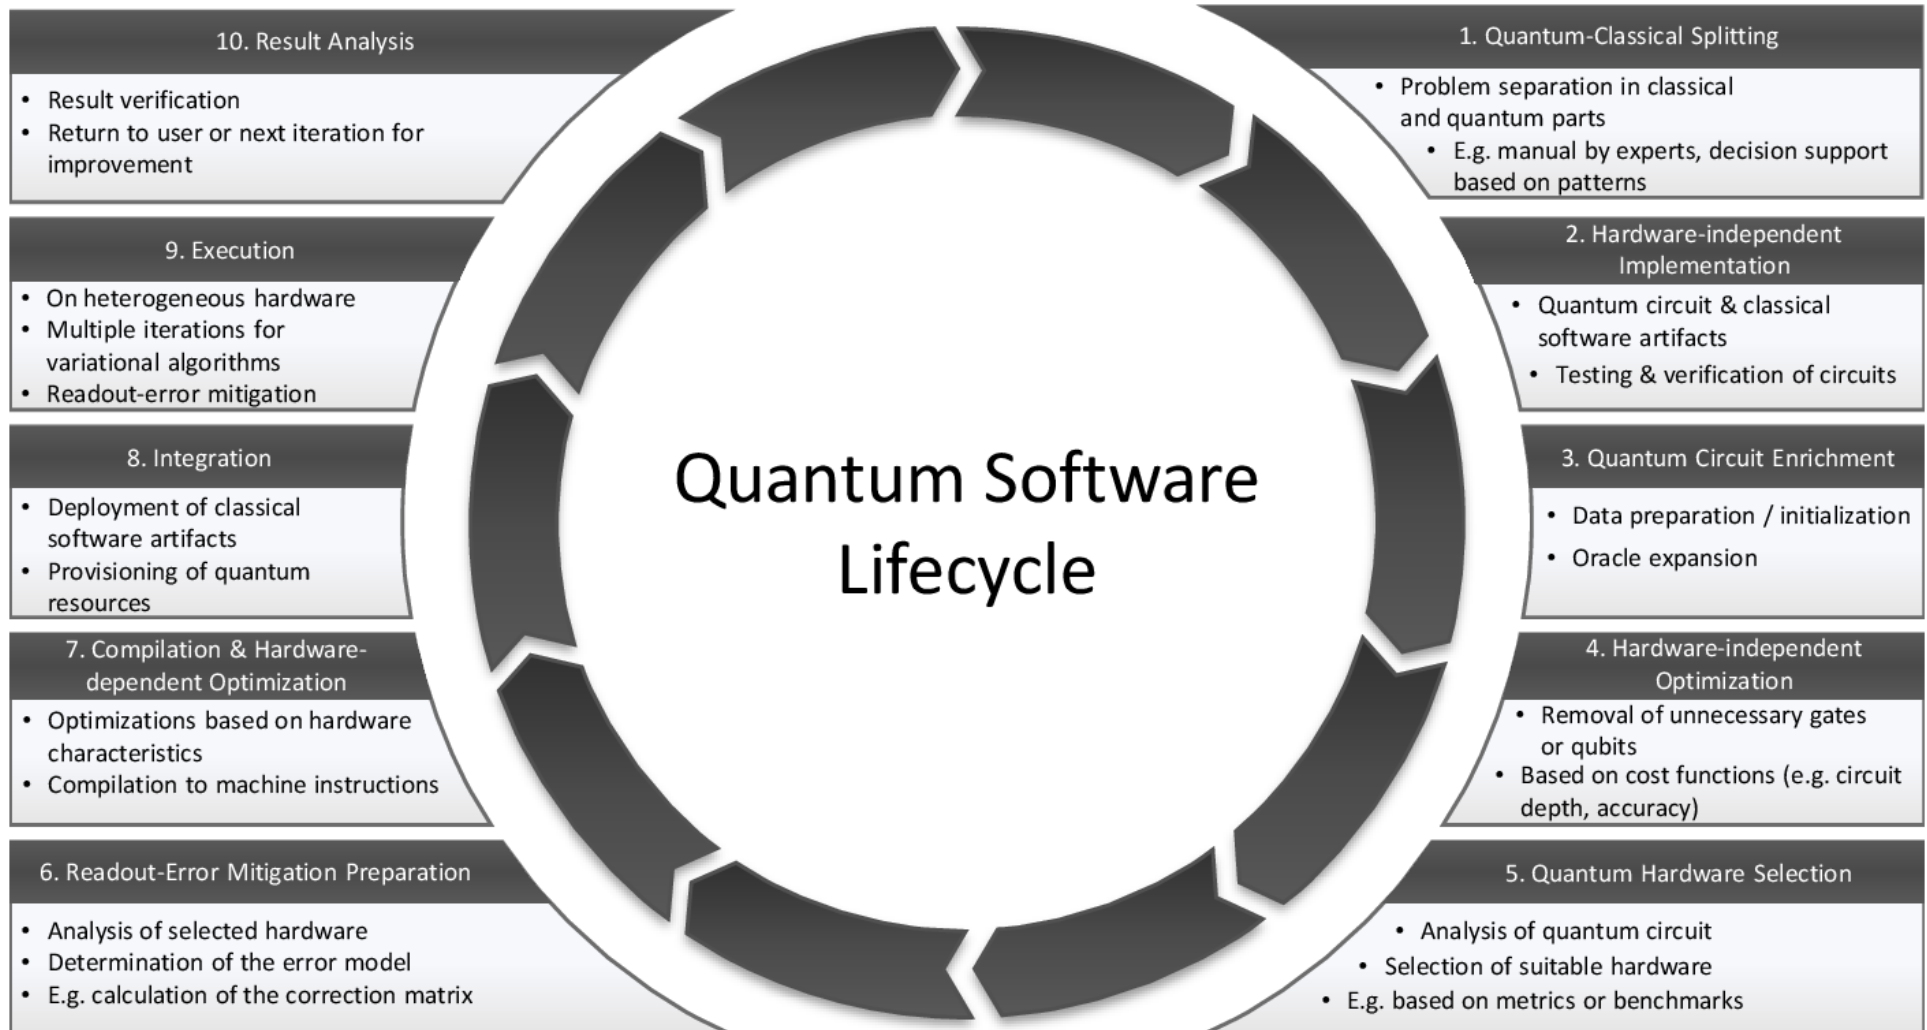 Quantum Software
Lifecycle
1. Quantum-Classical Splitting
• Problem separation in classical
and quantum parts
• E.g. manual by experts, decision support
based on patterns
2. Hardware-independent
Implementation
• Quantum circuit & classical
software artifacts
• Testing & verification of circuits
3. Quantum Circuit Enrichment
• Data preparation / initialization
• Oracle expansion
4. Hardware-independent
Optimization
• Removal of unnecessary gates
or qubits
• Based on cost functions (e.g. circuit
depth, accuracy)
5. Quantum Hardware Selection
• Analysis of quantum circuit
• Selection of suitable hardware
• E.g. based on metrics or benchmarks
6. Readout-Error Mitigation Preparation
• Analysis of selected hardware
• Determination of the error model
• E.g. calculation of the correction matrix
7. Compilation & Hardware-
dependent Optimization
• Optimizations based on hardware
characteristics
• Compilation to machine instructions
8. Integration
• Deployment of classical
software artifacts
• Provisioning of quantum
resources
9. Execution
• On heterogeneous hardware
• Multiple iterations for
variational algorithms
• Readout-error mitigation
10. Result Analysis
• Result verification
• Return to user or next iteration for
improvement